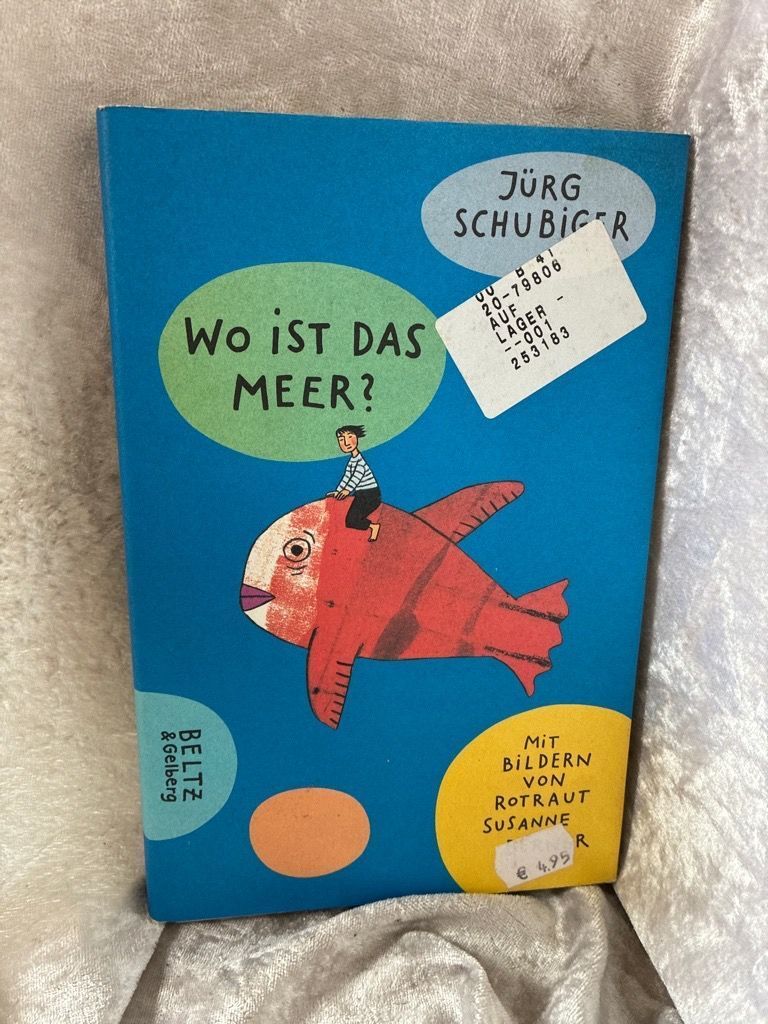 JÜRG
SCHUBIGER
WO IST DAS
MEER?
20-79806
AUF
LAGER -
--001
253183
BELTZ
& Gelberg
MIT
BILDERN
VON
ROTRAUT
SUSANNE
€ 4,95